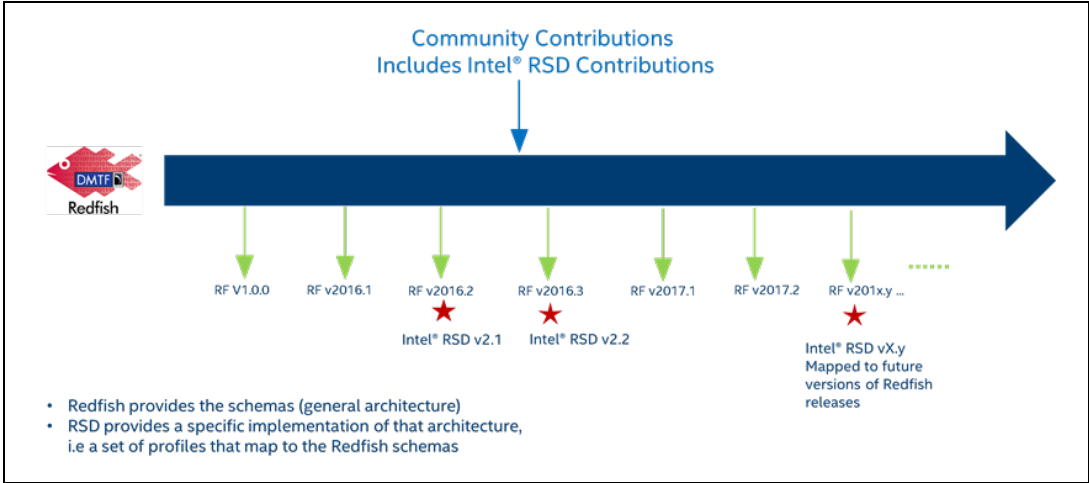 Community Contributions
Includes Intel® RSD Contributions
DMTF
Redfish
RF V1.0.0
RF v2016.1
RF v2016.2
RF v2016.3
RF v2017.1
RF v2017.2
RF v201x.y ...
Intel® RSD v2.1
Intel® RSD v2.2
Intel® RSD vX.y
Mapped to future
versions of Redfish
releases
• Redfish provides the schemas (general architecture)
• RSD provides a specific implementation of that architecture,
i.e a set of profiles that map to the Redfish schemas